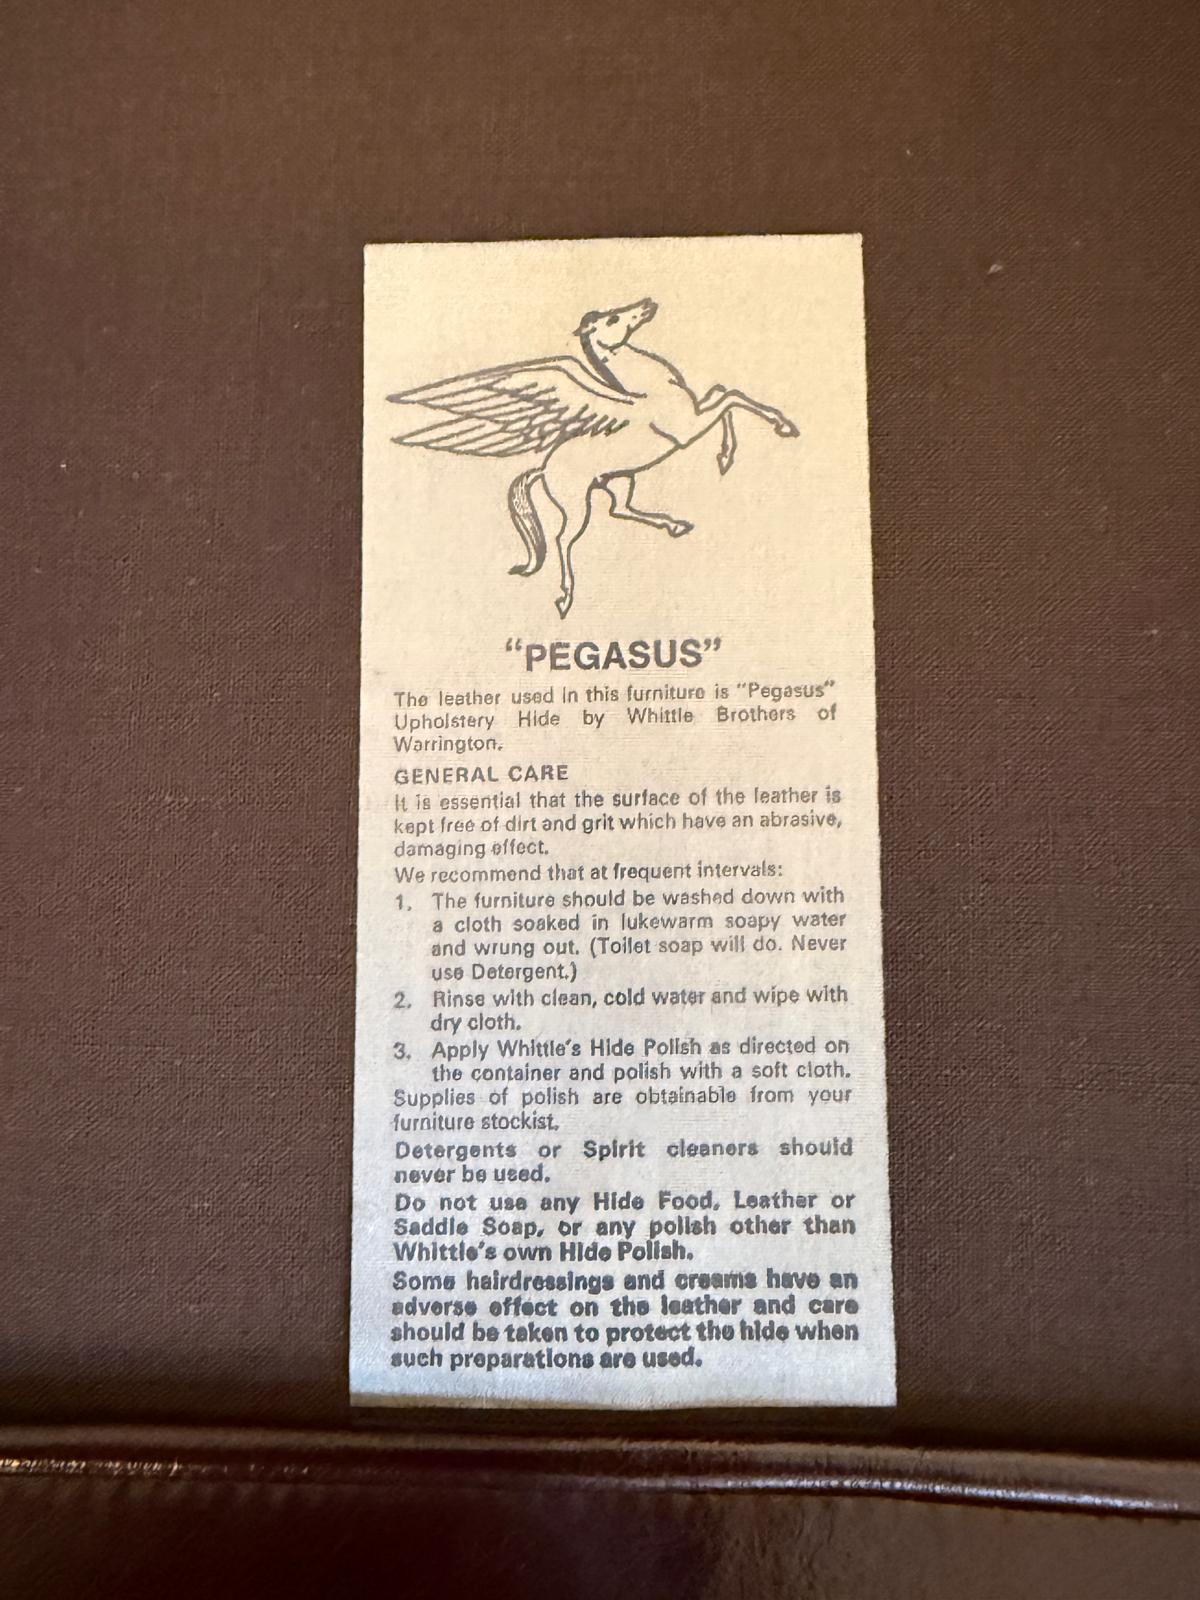 “PEGASUS”
The leather used in this furniture is “Pegasus”
Upholstery Hide by Whittle Brothers of
Warrington.
GENERAL CARE
It is essential that the surface of the leather is
kept free of dirt and grit which have an abrasive,
damaging effect.
We recommend that at frequent intervals:
1. The furniture should be washed down with
a cloth soaked in lukewarm soapy water
and wrung out. (Toilet soap will do. Never
use Detergent.)
2. Rinse with clean, cold water and wipe with
dry cloth.
3. Apply Whittle's Hide Polish as directed on
the container and polish with a soft cloth.
Supplies of polish are obtainable from your
furniture stockist.
Detergents or Spirit cleaners should
never be used.
Do not use any Hide Food, Leather or
Saddle Soap, or any polish other than
Whittle's own Hide Polish.
Some hairdressings and creams have an
adverse effect on the leather and care
should be taken to protect the hide when
such preparations are used.